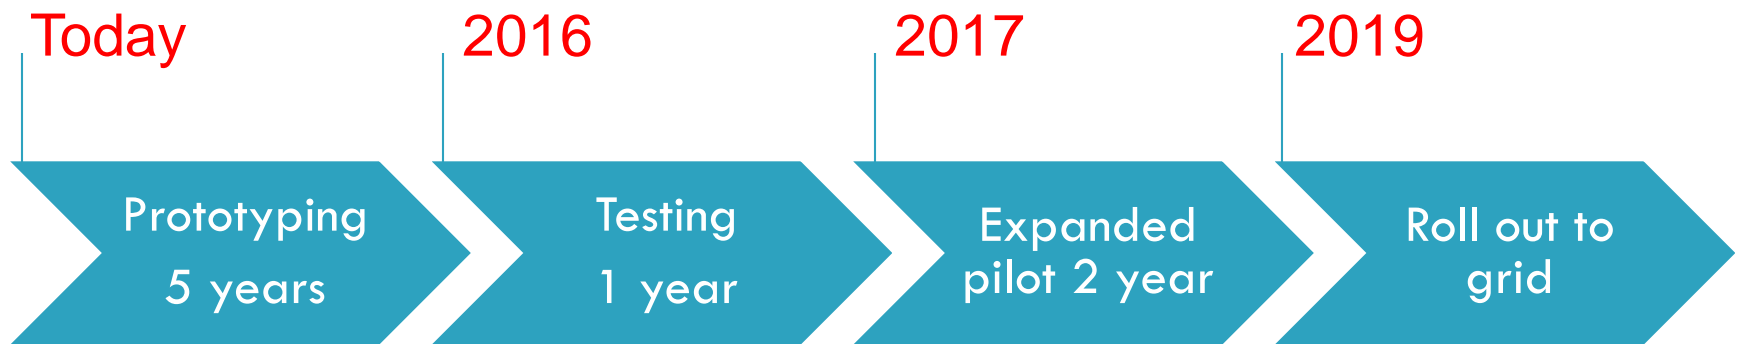 Today
2016
2017
2019
Prototyping
5 years
Testing
1 year
Expanded
pilot 2 year
Roll out to
grid